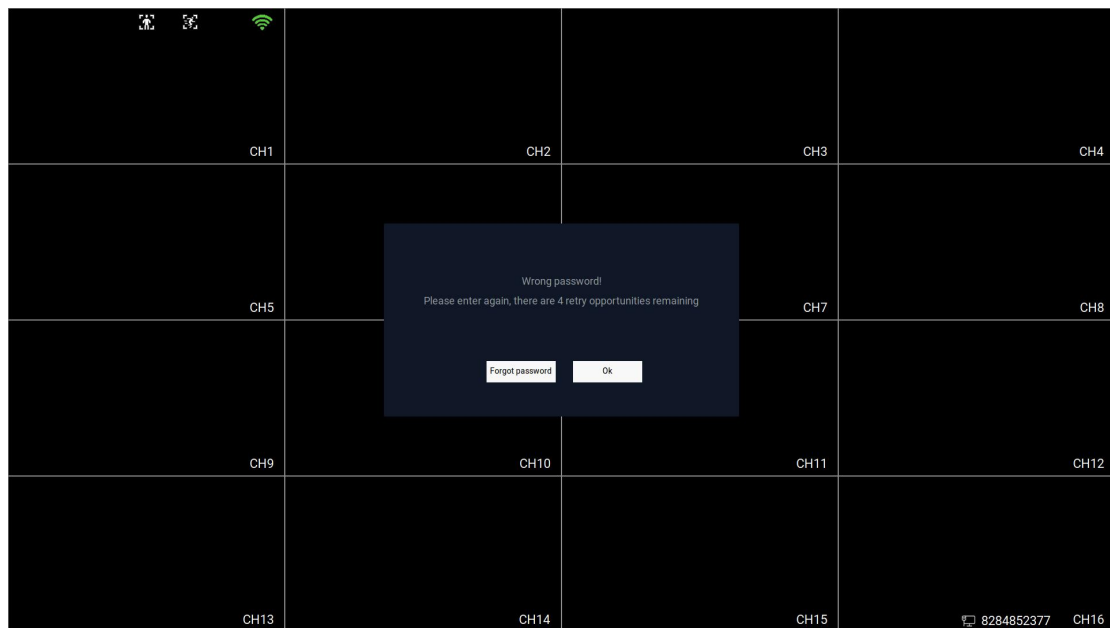 CH1
CH2
CH3
CH4
CH5
CH7
CH8
Wrong password!
Please enter again, there are 4 retry opportunities remaining
Forgot password
Ok
CH9
CH10
CH11
CH12
CH13
CH14
CH15
8284852377
CH16